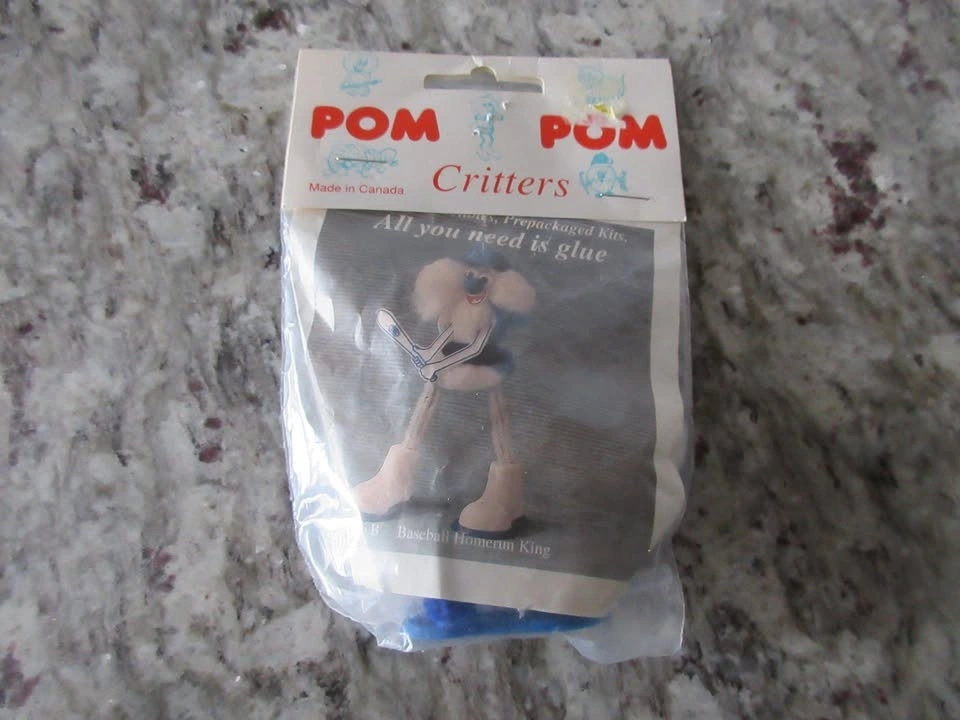 POM POM
Made in Canada
Critters
Prepackaged Kits,
All you need is glue
B Baseball Homerun King